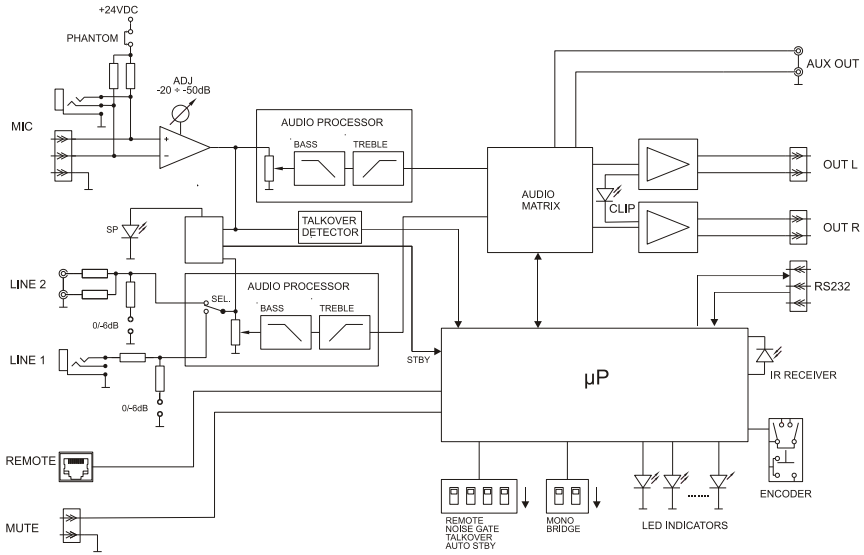 +24VDC
PHANTOM
ADJ
-20 ÷ -50dB
AUX OUT
MIC
AUDIO PROCESSOR
BASS
TREBLE
+
−
AUDIO
MATRIX
CLIP
OUT L
OUT R
SP
TALKOVER
DETECTOR
LINE 2
AUDIO PROCESSOR
SEL.
BASS
TREBLE
RS232
0/-6dB
LINE 1
STBY
µP
IR RECEIVER
0/-6dB
REMOTE
ENCODER
MUTE
REMOTE
NOISE GATE
TALKOVER
AUTO STBY
MONO
BRIDGE
........
LED INDICATORS